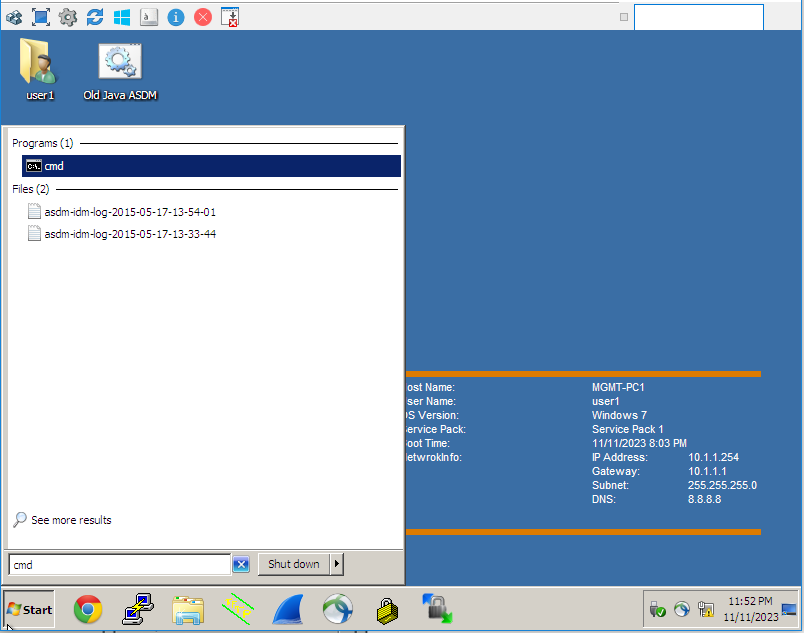 user1
Old Java ASDM
Programs (1)
cmd
Files (2)
asdm-idm-log-2015-05-17-13-54-01
asdm-idm-log-2015-05-17-13-33-44
ost Name: MGMT-PC1
ser Name: user1
OS Version: Windows 7
ervice Pack: Service Pack 1
oot Time: 11/11/2023 8:03 PM
etwrokInfo: IP Address: 10.1.1.254
Gateway: 10.1.1.1
Subnet: 255.255.255.0
DNS: 8.8.8.8
See more results
cmd
Shut down
Start
11:52 PM
11/11/2023